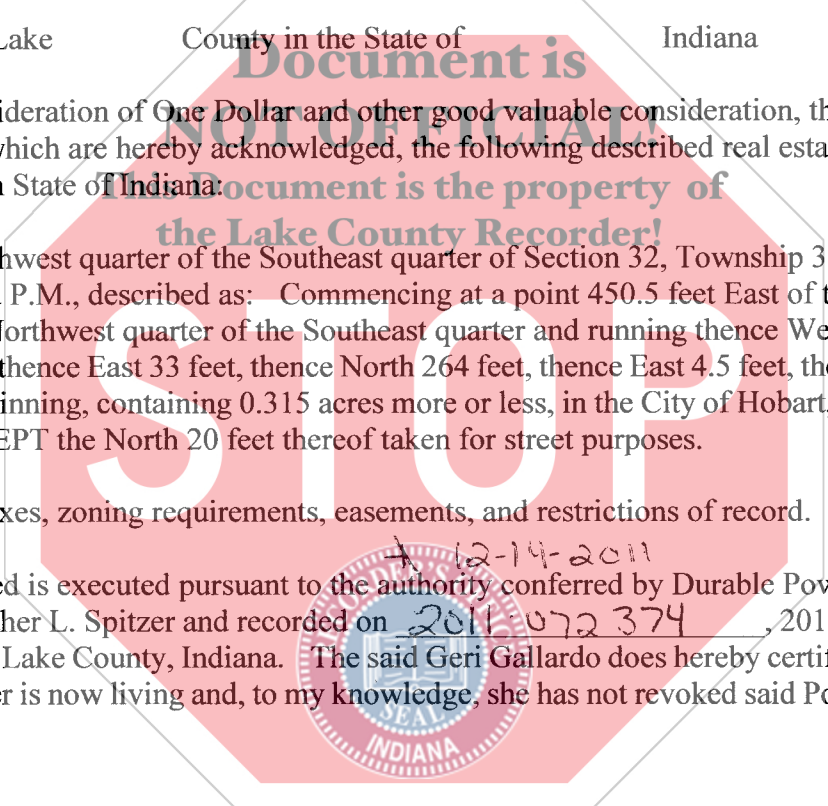 Lake County in the State of Indiana
Document is
ideration of One Dollar and other good valuable consideration, th
NOT OFFICIAL!
which are hereby acknowledged, the following described real esta
State of Indiana:
This Document is the property of
the Lake County Recorder!
hwest quarter of the Southeast quarter of Section 32, Township 3
P.M., described as: Commencing at a point 450.5 feet East of t
Northwest quarter of the Southeast quarter and running thence We
thence East 33 feet, thence North 264 feet, thence East 4.5 feet, the
inning, containing 0.315 acres more or less, in the City of Hobart,
EPT the North 20 feet thereof taken for street purposes.
STOP
xes, zoning requirements, easements, and restrictions of record.
12-14-2011
ed is executed pursuant to the authority conferred by Durable Pov
her L. Spitzer and recorded on 2011-072374, 201
Lake County, Indiana. The said Geri Gallardo does hereby certif
r is now living and, to my knowledge, she has not revoked said Po
SEAL
INDIANA